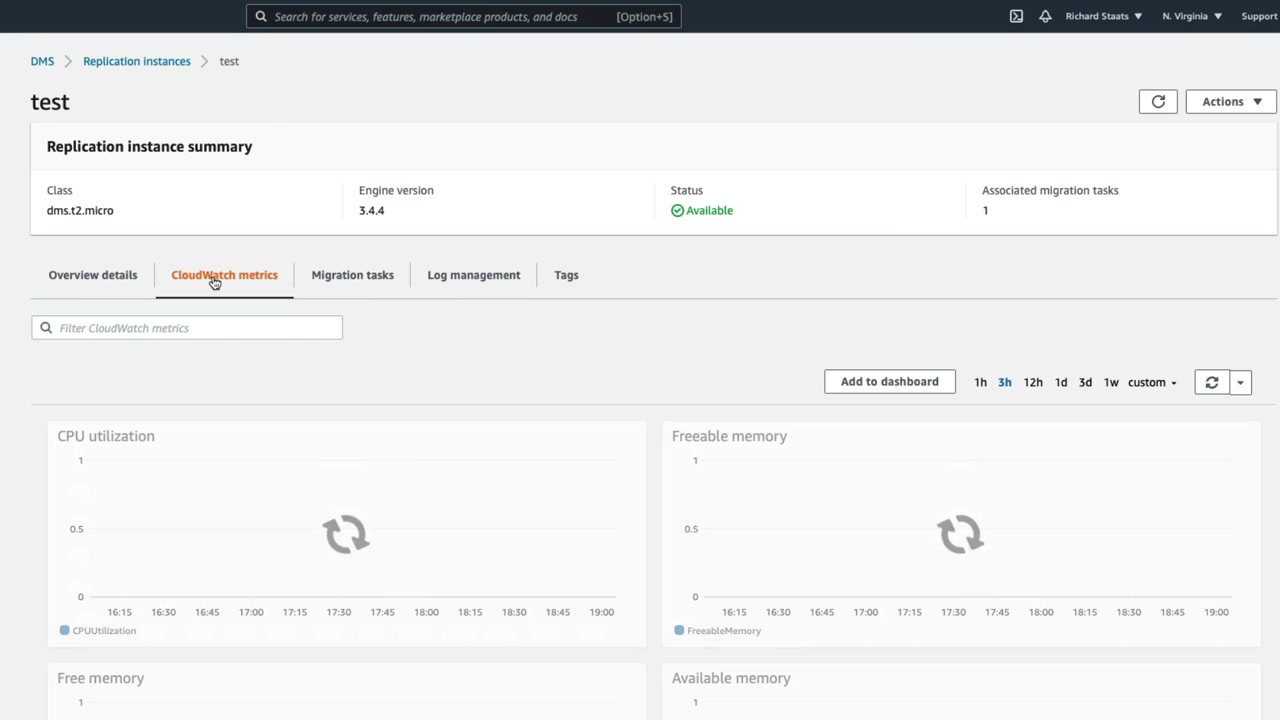 Search for services, features, marketplace products, and docs [Option+S] Richard Staats N. Virginia Support
DMS Replication instances test
test
Actions
Replication instance summary
Class Engine version Status Associated migration tasks
dms.t2.micro 3.4.4 Available 1
Overview details CloudWatch metrics Migration tasks Log management Tags
Filter CloudWatch metrics
Add to dashboard 1h 3h 12h 1d 3d 1w custom
CPU utilization
1
0.5
0
16:15 16:30 16:45 17:00 17:15 17:30 17:45 18:00 18:15 18:30 18:45 19:00
CPUUtilization
Freeable memory
1
0.5
0
16:15 16:30 16:45 17:00 17:15 17:30 17:45 18:00 18:15 18:30 18:45 19:00
FreeableMemory
Free memory
1
Available memory
1